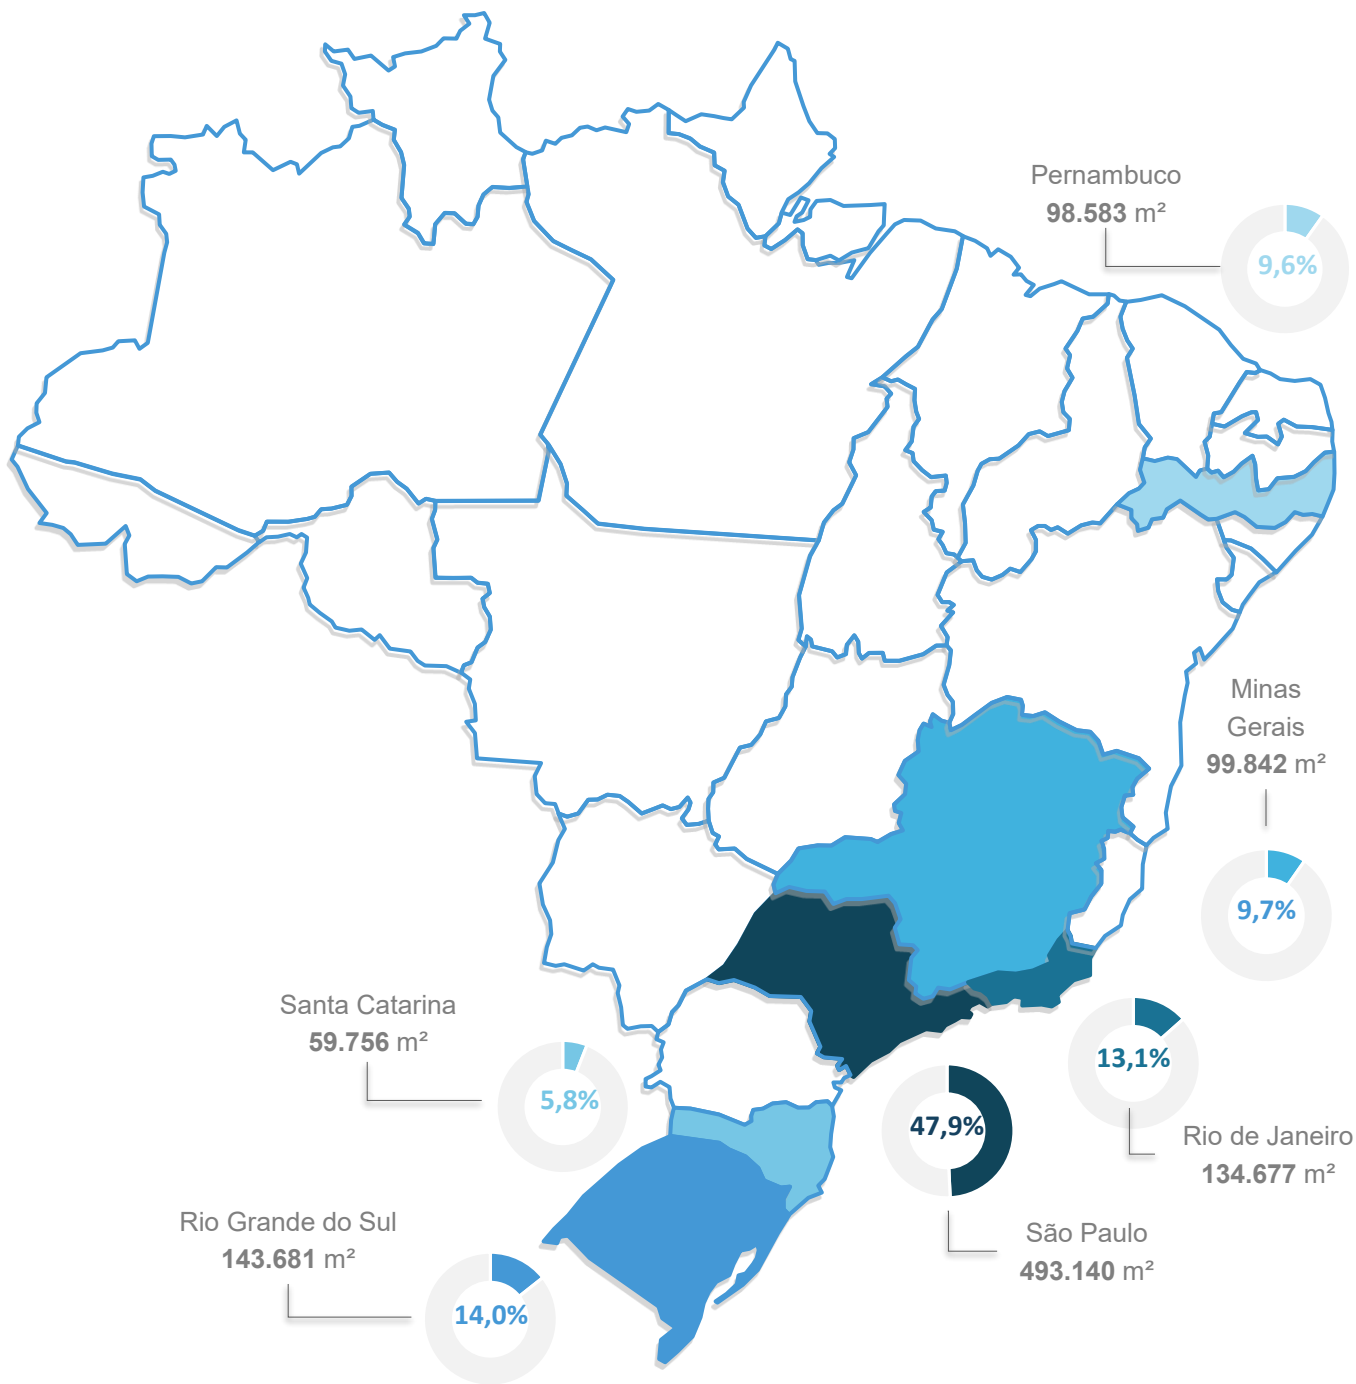 Pernambuco
98.583 m²
9,6%
Minas
Gerais
99.842 m²
9,7%
Santa Catarina
59.756 m²
5,8%
13,1%
Rio de Janeiro
134.677 m²
47,9%
São Paulo
493.140 m²
Rio Grande do Sul
143.681 m²
14,0%